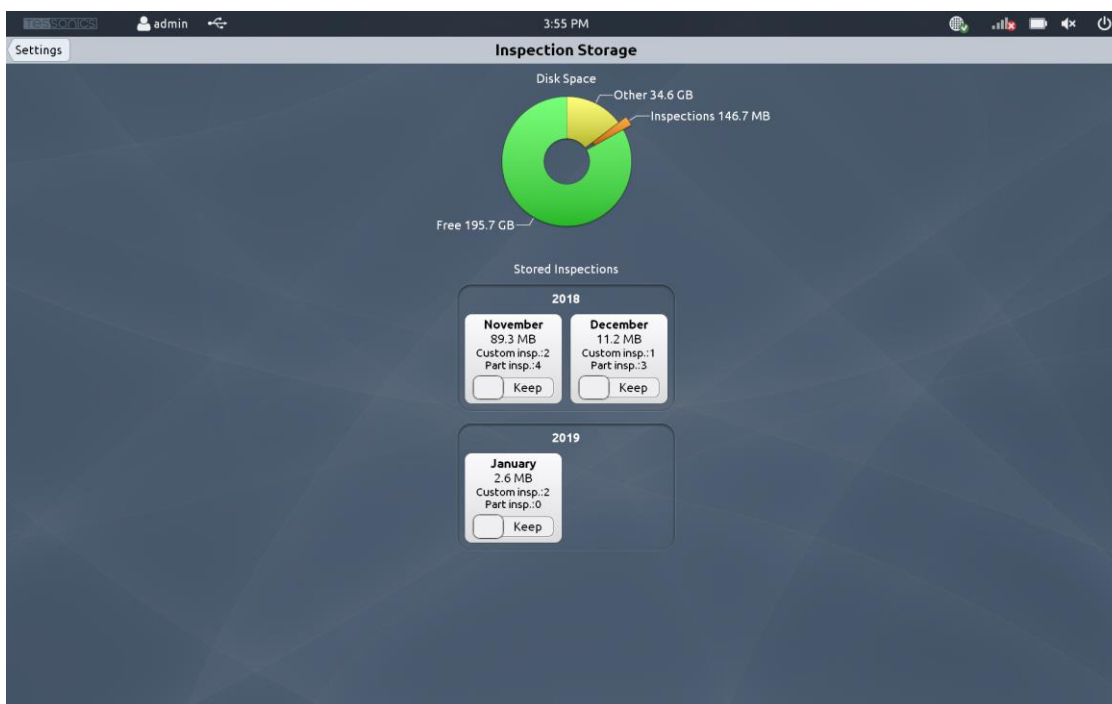 TESSONICS admin 3:55 PM
Settings Inspection Storage
Disk Space
Other 34.6 GB
Inspections 146.7 MB
Free 195.7 GB
Stored Inspections
2018
November
89.3 MB
Custom insp.:2
Part insp.:4
Keep
December
11.2 MB
Custom insp.:1
Part insp.:3
Keep
2019
January
2.6 MB
Custom insp.:2
Part insp.:0
Keep